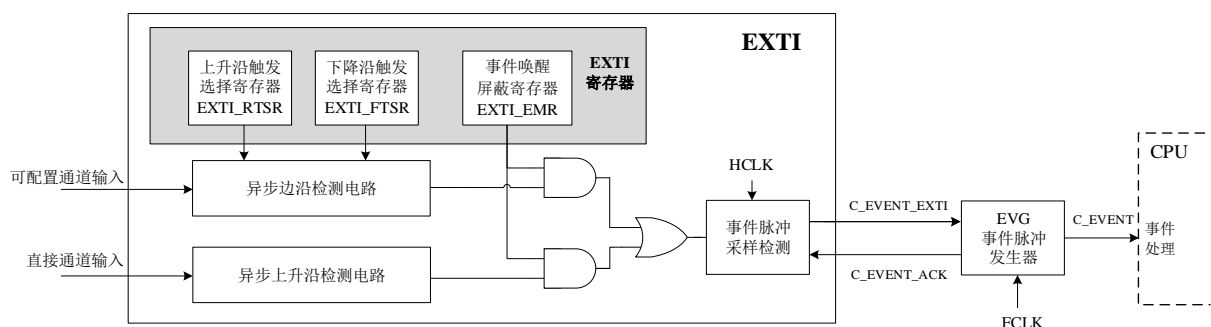 EXTI
EXTI
寄存器
上升沿触发
选择寄存器
EXTI_RTSR
下降沿触发
选择寄存器
EXTI_FTSR
事件唤醒
屏蔽寄存器
EXTI_EMR
可配置通道输入
异步边沿检测电路
直接通道输入
异步上升沿检测电路
HCLK
事件脉冲
采样检测
C_EVENT_EXTI
C_EVENT_ACK
EVG
事件脉冲
发生器
FCLK
C_EVENT
CPU
事件
处理